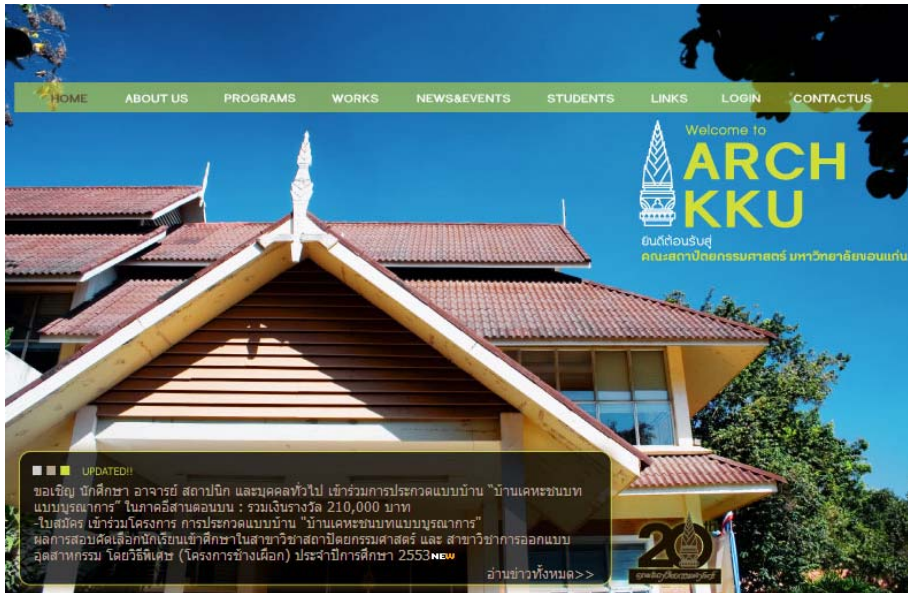 HOME ABOUT US PROGRAMS WORKS NEWS&EVENTS STUDENTS LINKS LOGIN CONTACTUS
Welcome to
ARCH
KKU
ยินดีต้อนรับสู่
คณะสถาปัตยกรรมศาสตร์ มหาวิทยาลัยขอนแก่น
UPDATED!!
ขอเชิญ นักศึกษา อาจารย์ สถาปนิก และบุคคลทั่วไป เข้าร่วมการประกวดแบบบ้าน "บ้านเคหะชนบท
แบบบูรณาการ" ในภาคอีสานตอนบน : รวมเงินรางวัล 210,000 บาท
-ใบสมัคร เข้าร่วมโครงการ การประกวดแบบบ้าน "บ้านเคหะชนบทแบบบูรณาการ"
ผลการสอบคัดเลือกนักเรียนเข้าศึกษาในสาขาวิชาสถาปัตยกรรมศาสตร์ และ สาขาวิชาการออกแบบ
อุตสาหกรรม โดยวิธีพิเศษ (โครงการช้างเผือก) ประจำปีการศึกษา 2553 NEW
อ่านข่าวทั้งหมด>>
20